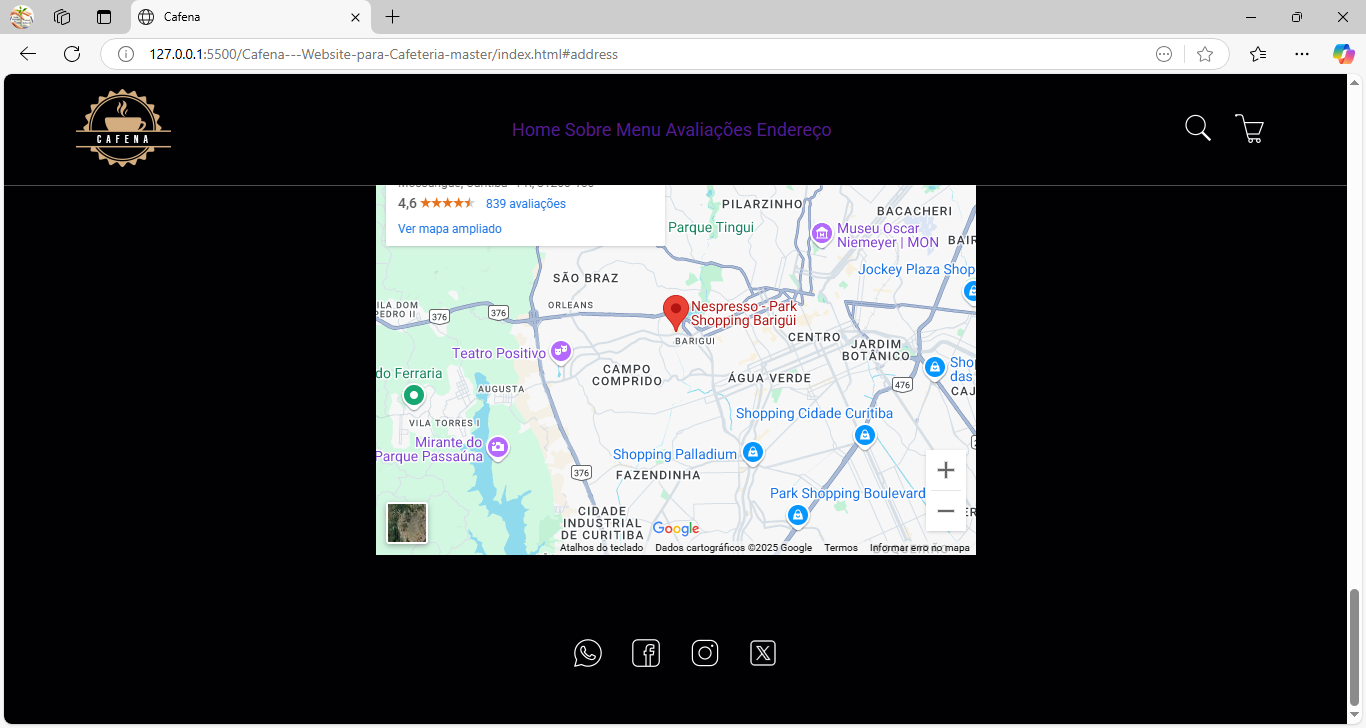 Cafena
127.0.0.1:5500/Cafena---Website-para-Cafeteria-master/index.html#address
CAFENA
Home Sobre Menu Avaliações Endereço
4,6
839 avaliações
Ver mapa ampliado
PILARZINHO
BACACHERI
Parque Tingui
Museu Oscar
Niemeyer | MON
BAIR
Jockey Plaza Shop
SÃO BRAZ
ORLEANS
ILA DOM
PEDRO II
376
376
Nespresso - Park
Shopping Barigüi
BARIGUI
CENTRO
JARDIM
BOTÂNICO
Teatro Positivo
do Ferraria
CAMPO
COMPRIDO
ÁGUA VERDE
Sho
das
476
CAJ
AUGUSTA
VILA TORRES I
Shopping Cidade Curitiba
Mirante do
Parque Passaúna
Shopping Palladium
376
FAZENDINHA
Park Shopping Boulevard
CIDADE
INDUSTRIAL
DE CURITIBA
Google
Atalhos do teclado
Dados cartográficos ©2025 Google
Termos
Informar erro no mapa